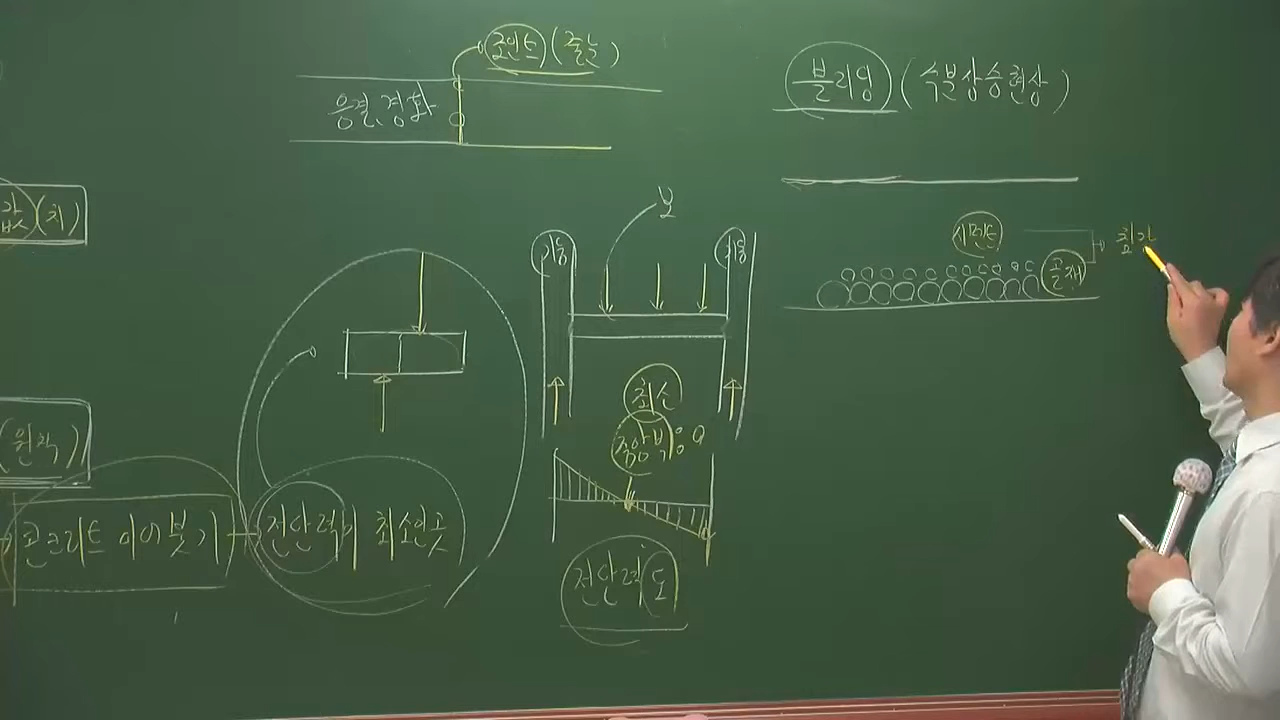 조인트(줄눈)
응결, 경화
블리딩(수분상승현상)
값(치)
기둥
보
기둥
시멘트
골재
침강
최소
중앙부위
(원칙)
콘크리트 이어붓기
전단력이 최소인곳
전단력도